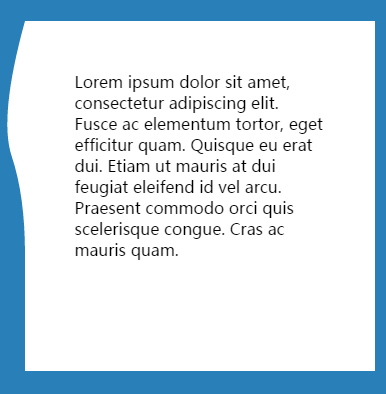 Lorem ipsum dolor sit amet,
consectetur adipiscing elit.
Fusce ac elementum tortor, eget
efficitur quam. Quisque eu erat
dui. Etiam ut mauris at dui
feugiat eleifend id vel arcu.
Praesent commodo orci quis
scelerisque congue. Cras ac
mauris quam.